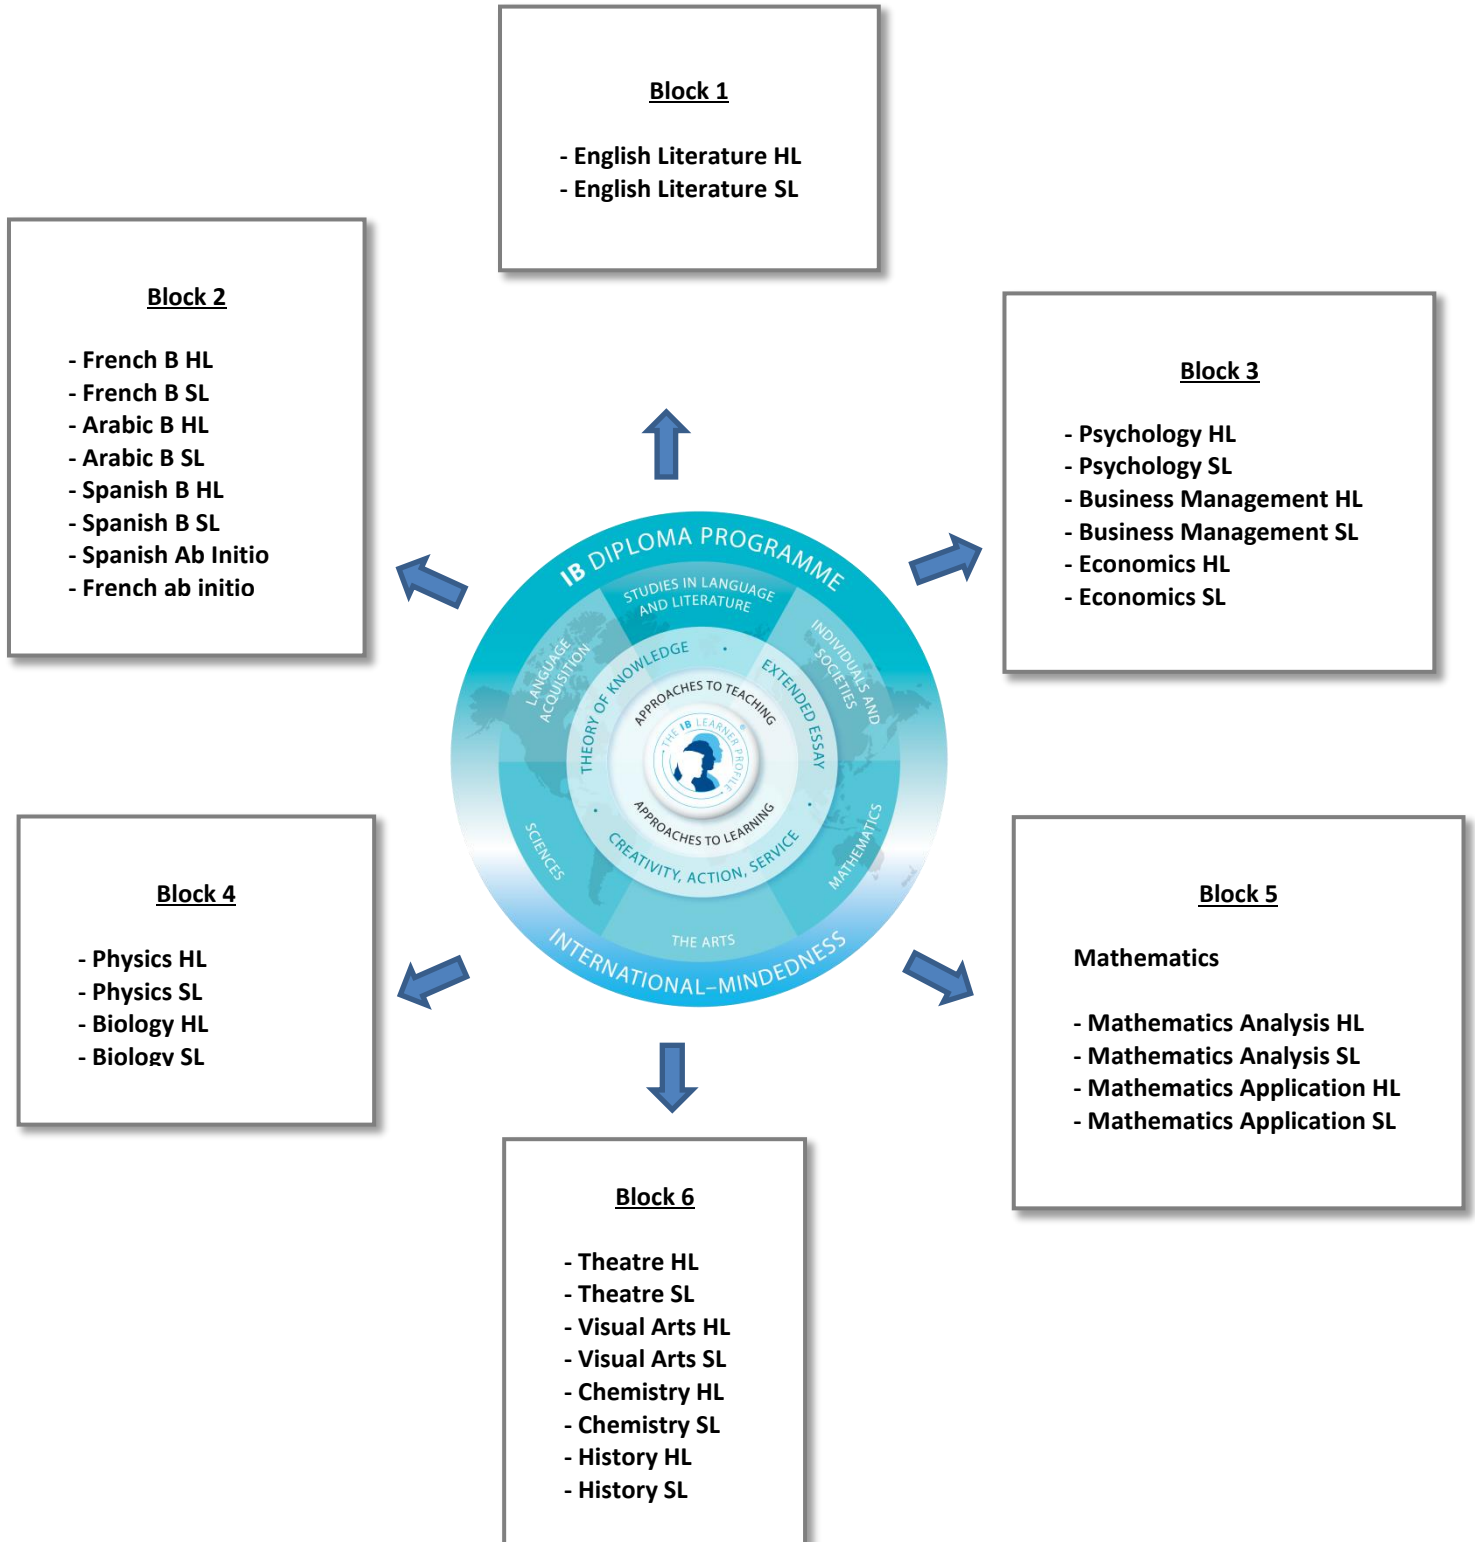 Block 1
- English Literature HL
- English Literature SL
Block 2
- French B HL
- French B SL
- Arabic B HL
- Arabic B SL
- Spanish B HL
- Spanish B SL
- Spanish Ab Initio
- French ab initio
Block 3
- Psychology HL
- Psychology SL
- Business Management HL
- Business Management SL
- Economics HL
- Economics SL
IB DIPLOMA PROGRAMME
STUDIES IN LANGUAGE
AND LITERATURE
LANGUAGE
ACQUISITION
INDIVIDUALS AND
SOCIETIES
THEORY OF KNOWLEDGE
EXTENDED ESSAY
APPROACHES TO TEACHING
THE IB LEARNER PROFILE
®
APPROACHES TO LEARNING
CREATIVITY, ACTION, SERVICE
SCIENCES
MATHEMATICS
THE ARTS
INTERNATIONAL–MINDEDNESS
Block 4
- Physics HL
- Physics SL
- Biology HL
- Biology SL
Block 5
Mathematics
- Mathematics Analysis HL
- Mathematics Analysis SL
- Mathematics Application HL
- Mathematics Application SL
Block 6
- Theatre HL
- Theatre SL
- Visual Arts HL
- Visual Arts SL
- Chemistry HL
- Chemistry SL
- History HL
- History SL